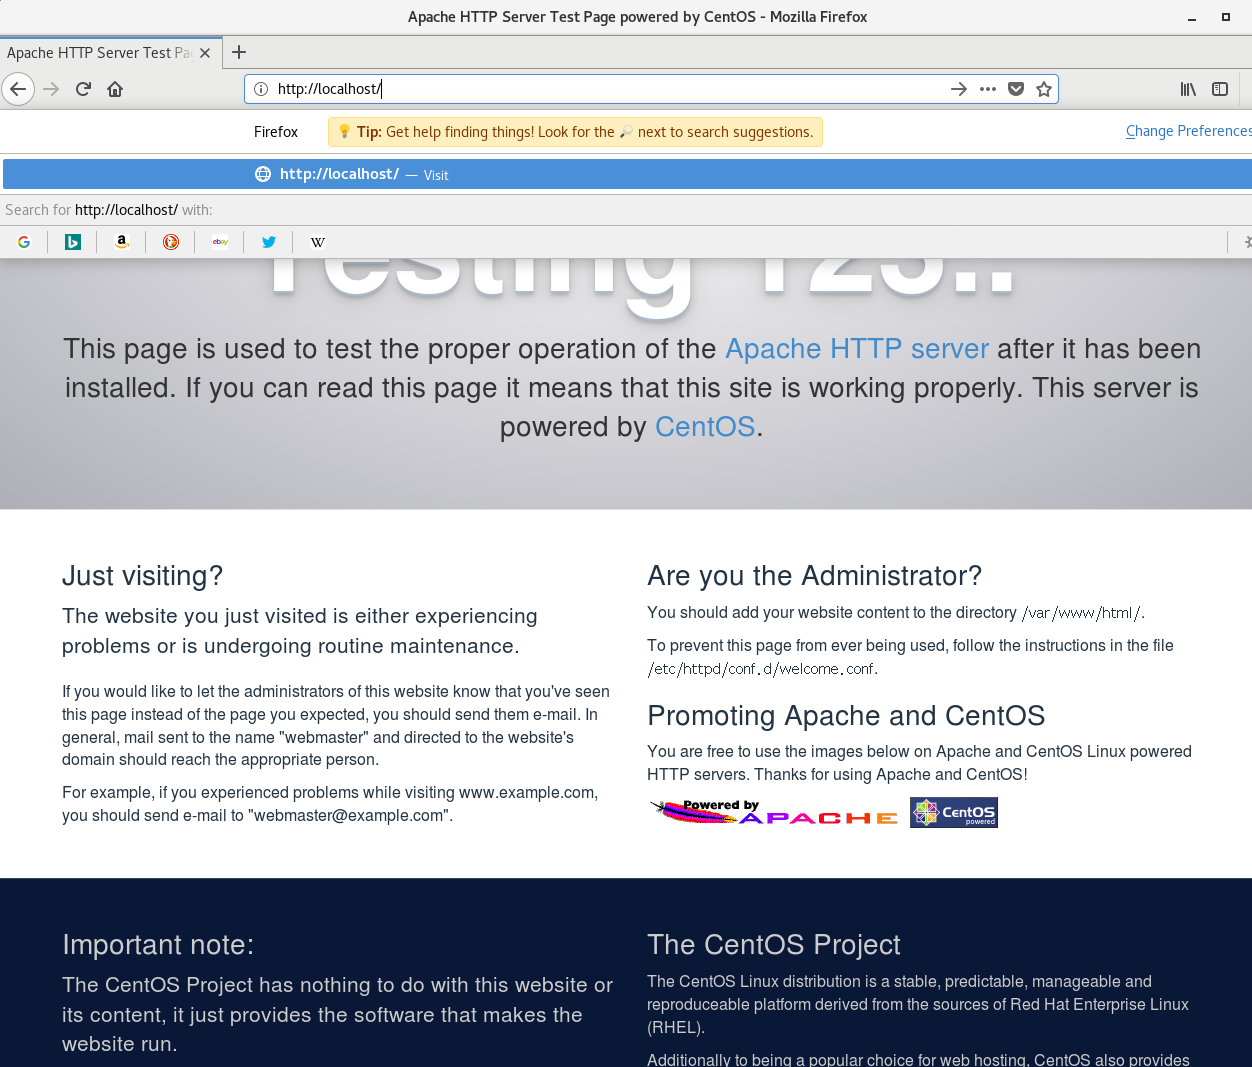 Apache HTTP Server Test Page powered by CentOS - Mozilla Firefox
Apache HTTP Server Test Pa
http://localhost/
Firefox
Tip: Get help finding things! Look for the 🔎 next to search suggestions.
Change Preferences
http://localhost/ — Visit
Search for http://localhost/ with:
G b a ebay W
Testing 123..
This page is used to test the proper operation of the Apache HTTP server after it has been
installed. If you can read this page it means that this site is working properly. This server is
powered by CentOS.
Just visiting?
The website you just visited is either experiencing
problems or is undergoing routine maintenance.
If you would like to let the administrators of this website know that you've seen
this page instead of the page you expected, you should send them e-mail. In
general, mail sent to the name "webmaster" and directed to the website's
domain should reach the appropriate person.
For example, if you experienced problems while visiting www.example.com,
you should send e-mail to "webmaster@example.com".
Are you the Administrator?
You should add your website content to the directory /var/www/html/.
To prevent this page from ever being used, follow the instructions in the file
/etc/httpd/conf.d/welcome.conf.
Promoting Apache and CentOS
You are free to use the images below on Apache and CentOS Linux powered
HTTP servers. Thanks for using Apache and CentOS!
Powered by
APACHE
CentOS
powered
Important note:
The CentOS Project has nothing to do with this website or
its content, it just provides the software that makes the
website run.
The CentOS Project
The CentOS Linux distribution is a stable, predictable, manageable and
reproduceable platform derived from the sources of Red Hat Enterprise Linux
(RHEL).
Additionally to being a popular choice for web hosting, CentOS also provides